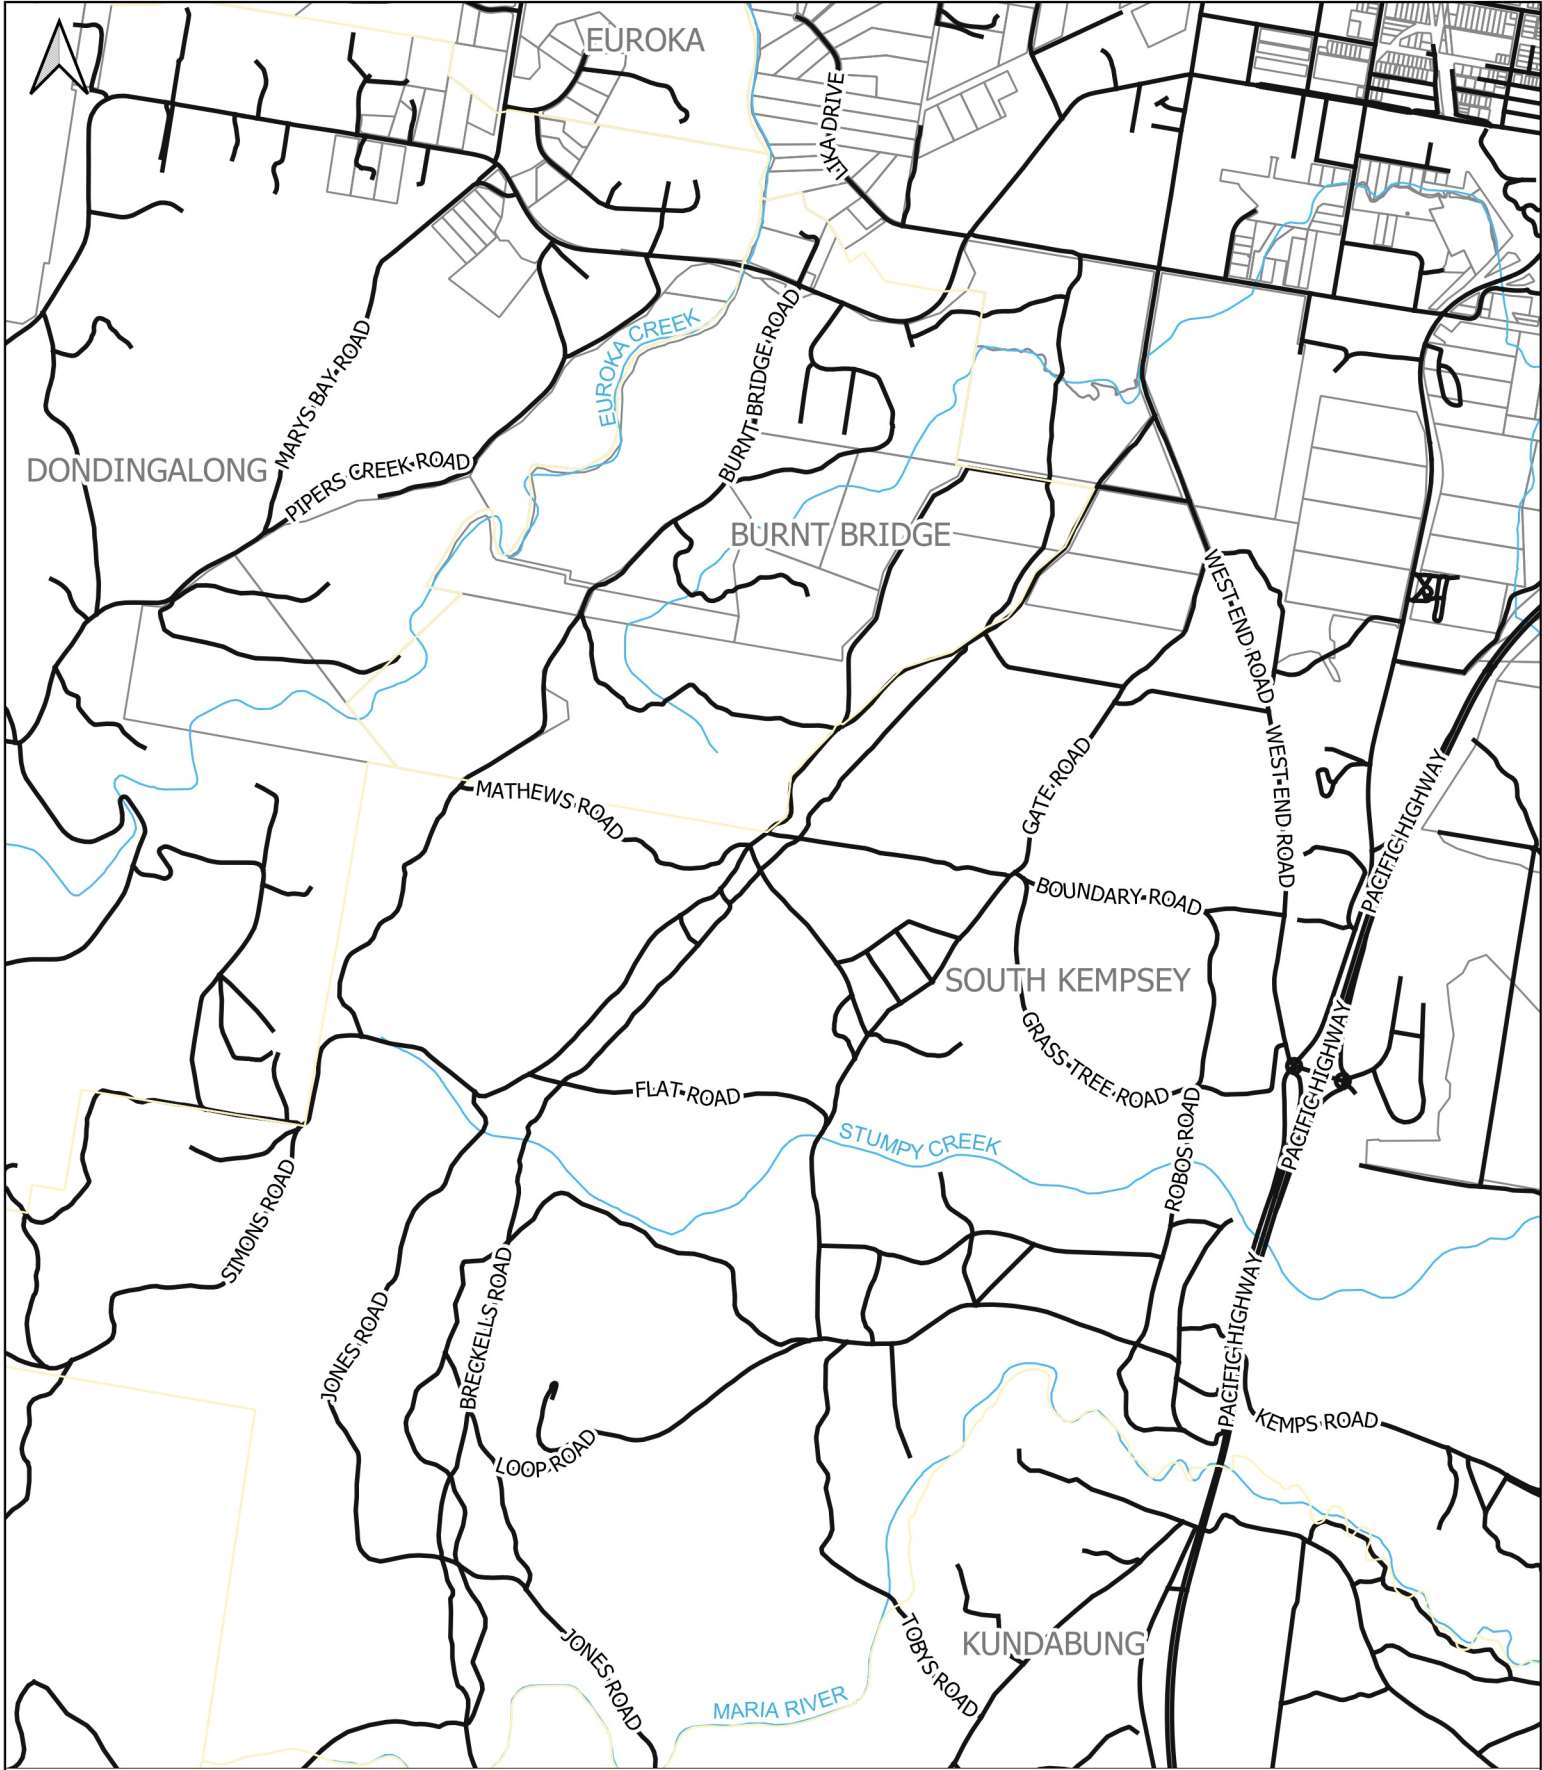 EUROKA
LIKA DRIVE
EUROKA CREEK
BURNT BRIDGE ROAD
MARYS BAY ROAD
DONDINGALONG
PIPERS CREEK ROAD
BURNT BRIDGE
WEST END ROAD
WEST END ROAD
GATE ROAD
PACIFIC HIGHWAY
MATHEWS ROAD
BOUNDARY ROAD
SOUTH KEMPSEY
GRASS TREE ROAD
PACIFIC HIGHWAY
FLAT ROAD
STUMPY CREEK
ROBOS ROAD
SIMONS ROAD
JONES ROAD
BRECKELLS ROAD
PACIFIC HIGHWAY
KEMPS ROAD
LOOP ROAD
JONES ROAD
TOBYS ROAD
KUNDABUNG
MARIA RIVER